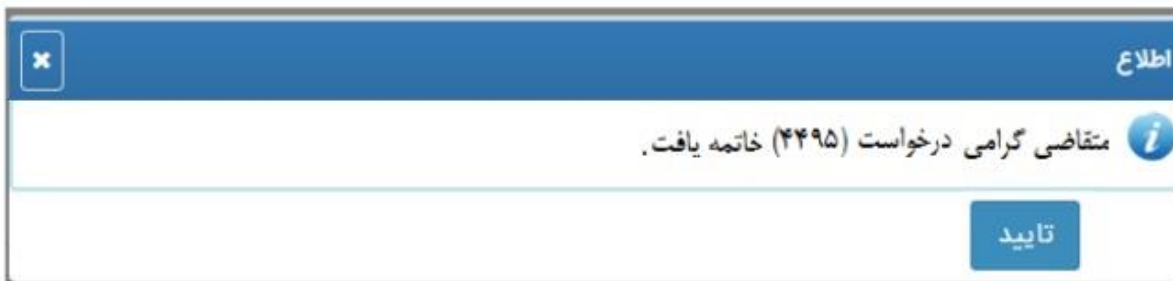 اطلاع
متقاضی گرامی درخواست (۴۴۹۵) خاتمه یافت.
تایید